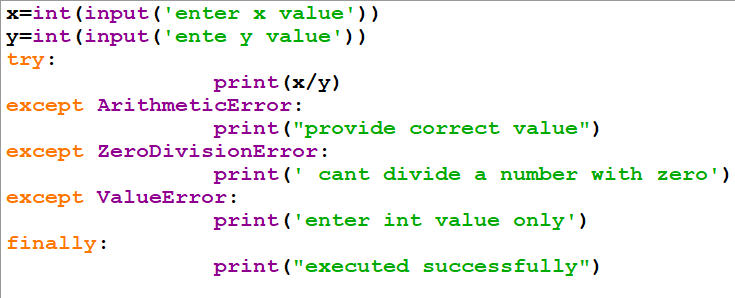 x=int(input('enter x value'))
y=int(input('ente y value'))
try:
                print(x/y)
except ArithmeticError:
                print("provide correct value")
except ZeroDivisionError:
                print(' cant divide a number with zero')
except ValueError:
                print('enter int value only')
finally:
                print("executed successfully")